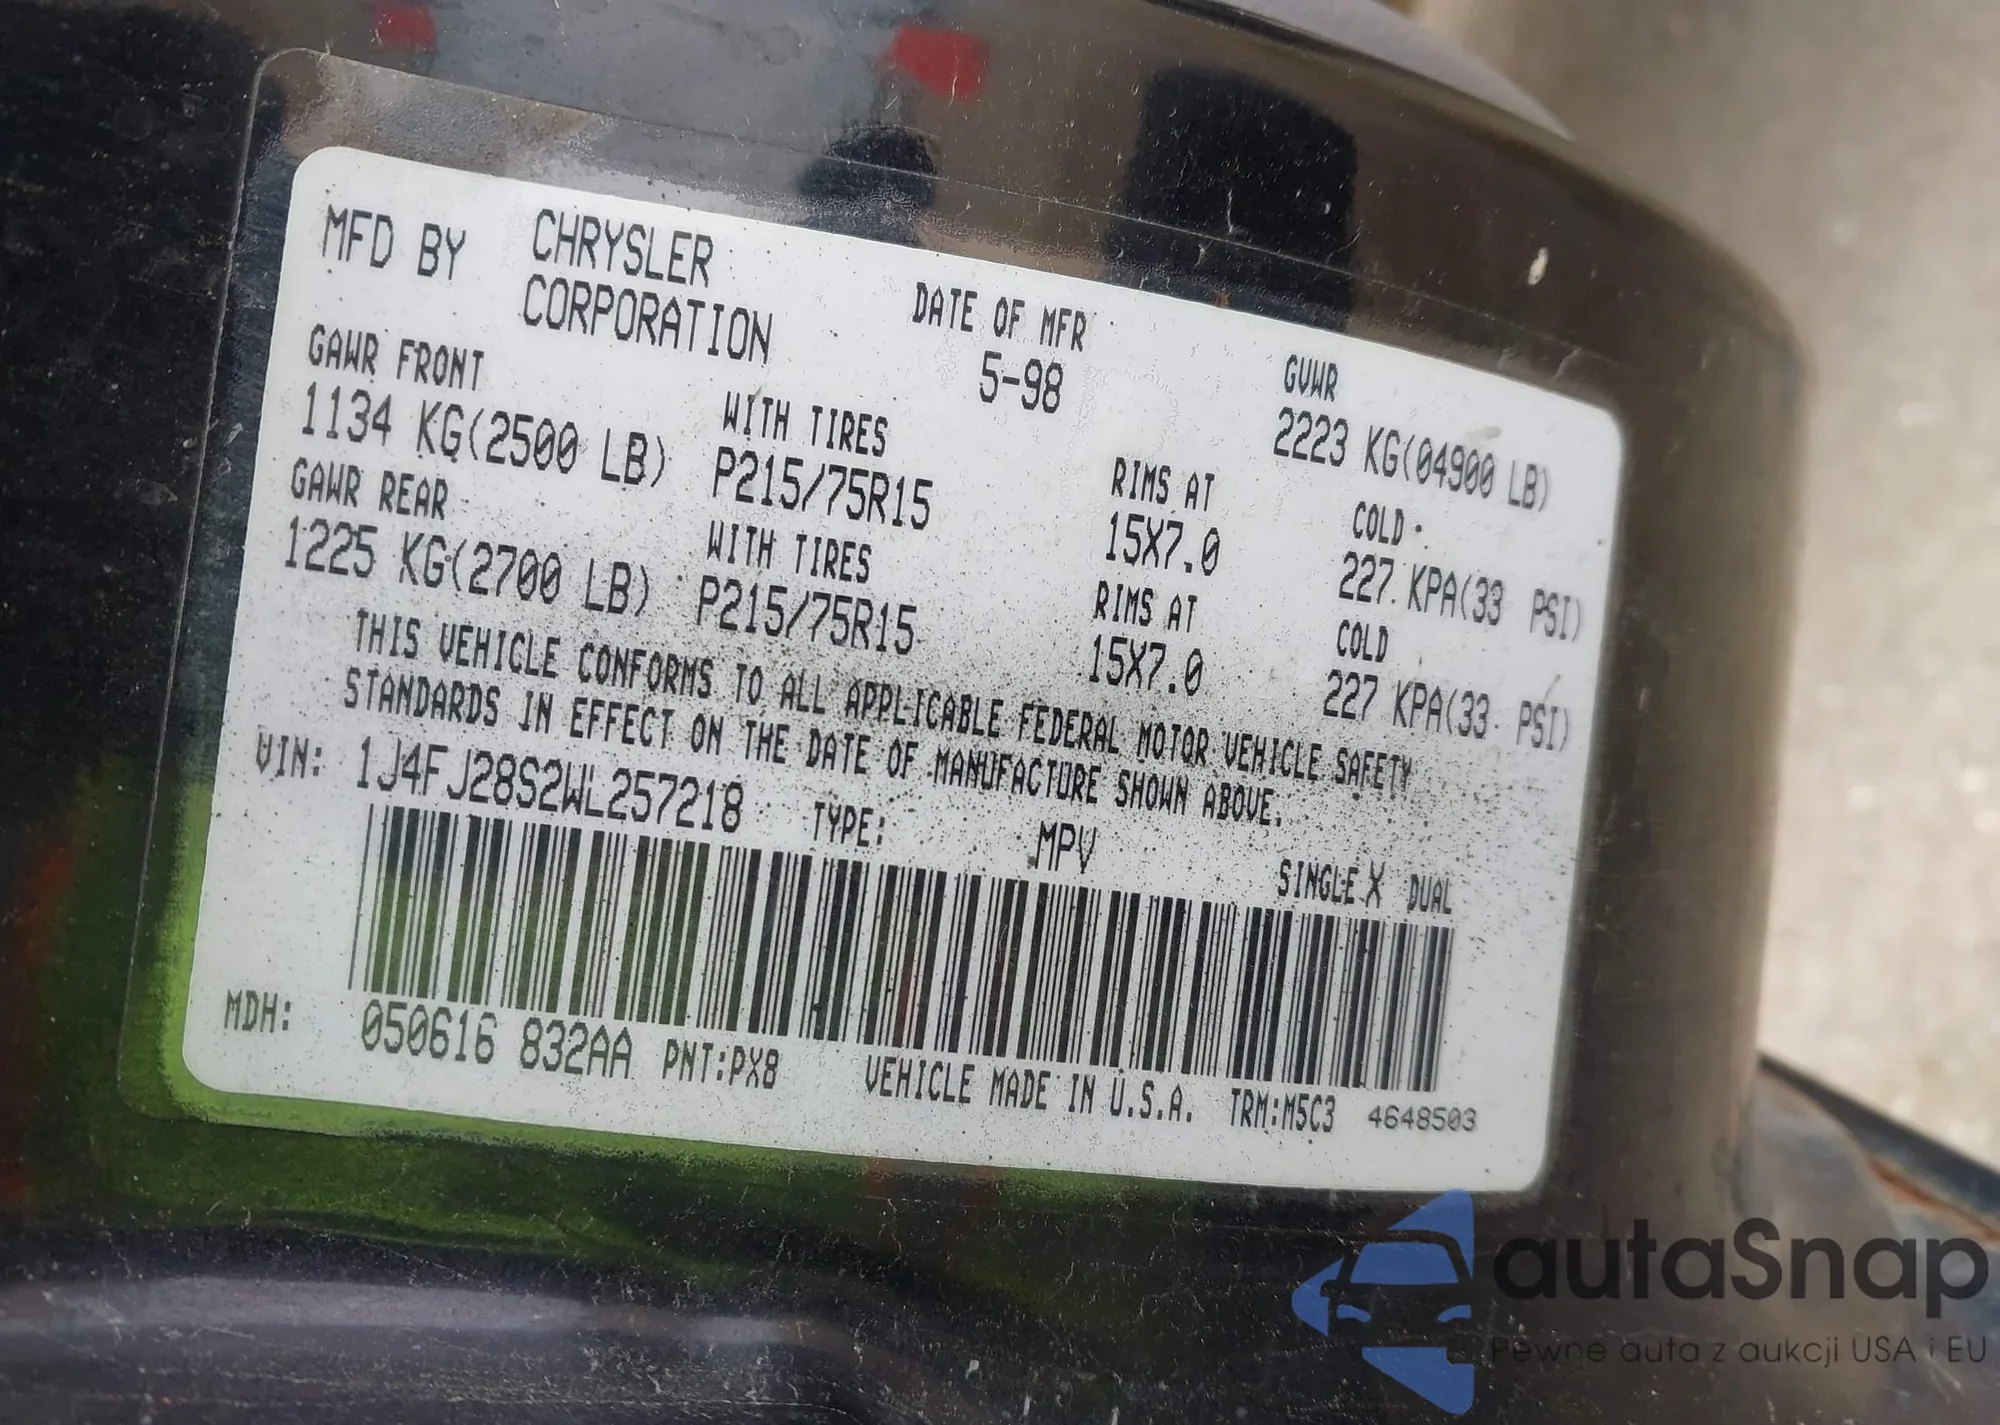 MFD BY CHRYSLER CORPORATION DATE OF MFR 5-98 GVWR 2223 KG(04900 LB)
GAWR FRONT WITH TIRES RIMS AT COLD
1134 KG(2500 LB) P215/75R15 15X7.0 227 KPA(33 PSI)
GAWR REAR WITH TIRES RIMS AT COLD
1225 KG(2700 LB) P215/75R15 15X7.0 227 KPA(33 PSI)
THIS VEHICLE CONFORMS TO ALL APPLICABLE FEDERAL MOTOR VEHICLE SAFETY
STANDARDS IN EFFECT ON THE DATE OF MANUFACTURE SHOWN ABOVE.
VIN: 1J4FJ28S2WL257218 TYPE: MPV SINGLE X DUAL
MDH: 050616 832AA PNT:PX8 VEHICLE MADE IN U.S.A. TRM:M5C3 4648503
autaSnap
Pewne auta z aukcji USA i EU